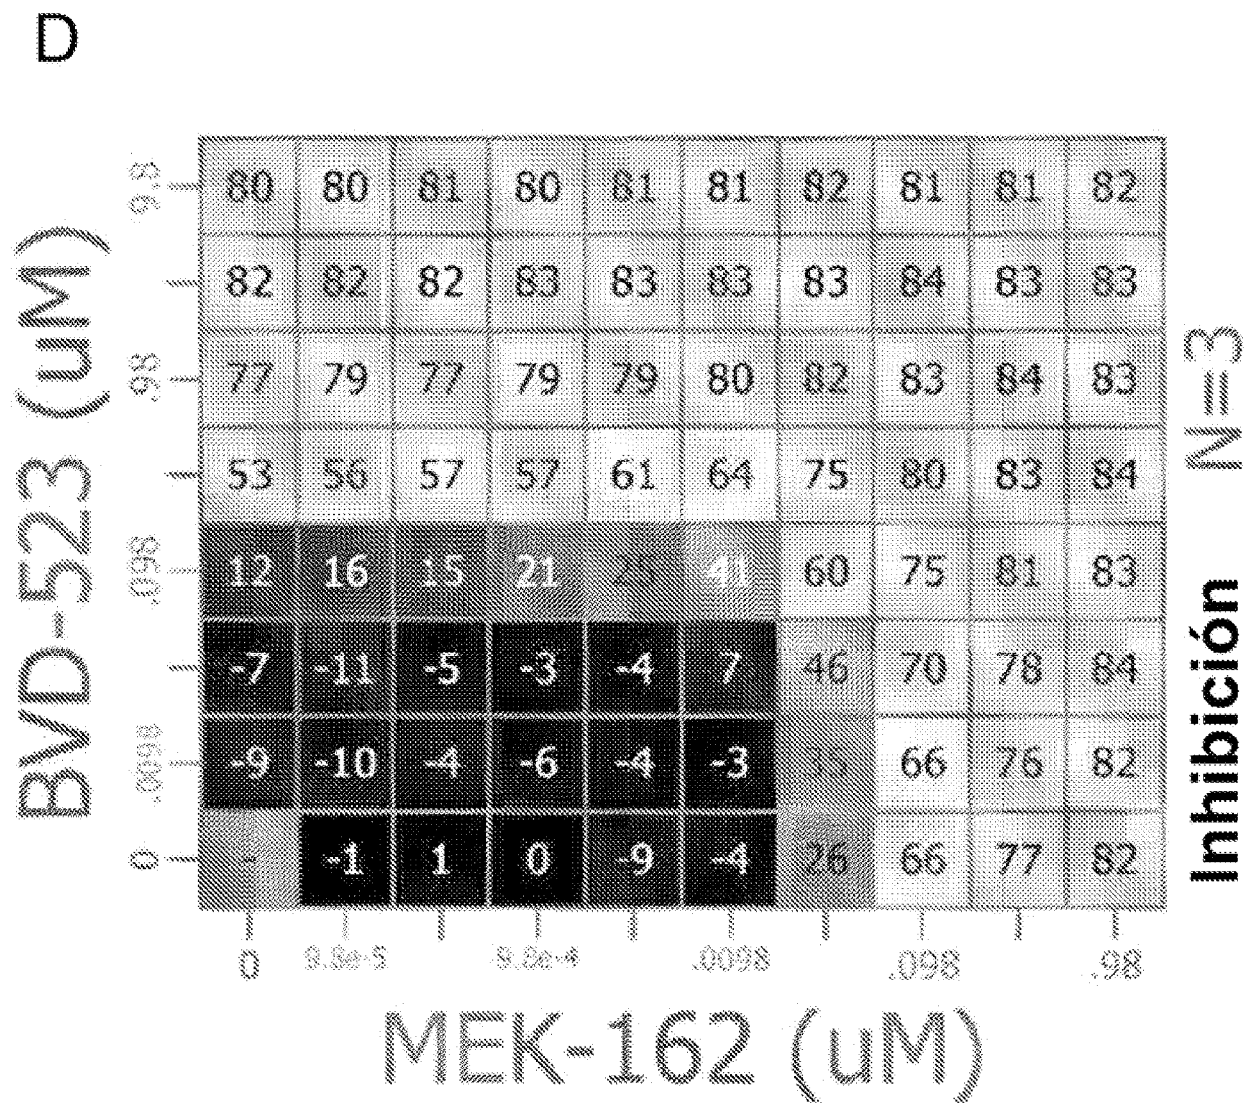 D
BVD-523 (uM)
9.8 80 80 81 80 81 81 82 81 81 82
82 82 82 83 83 83 83 84 83 83
.98 77 79 77 79 79 80 82 83 84 83
53 56 57 57 61 64 75 80 83 84
.098 12 16 15 21 25 41 60 75 81 83
-7 -11 -5 -3 -4 7 46 70 78 84
.0098 -9 -10 -4 -6 -4 -3 66 76 82
0 - -1 1 0 -9 -4 26 66 77 82
0 9.8e-5 9.8e-4 .0098 .098 .98
MEK-162 (uM)
N=3
Inhibición